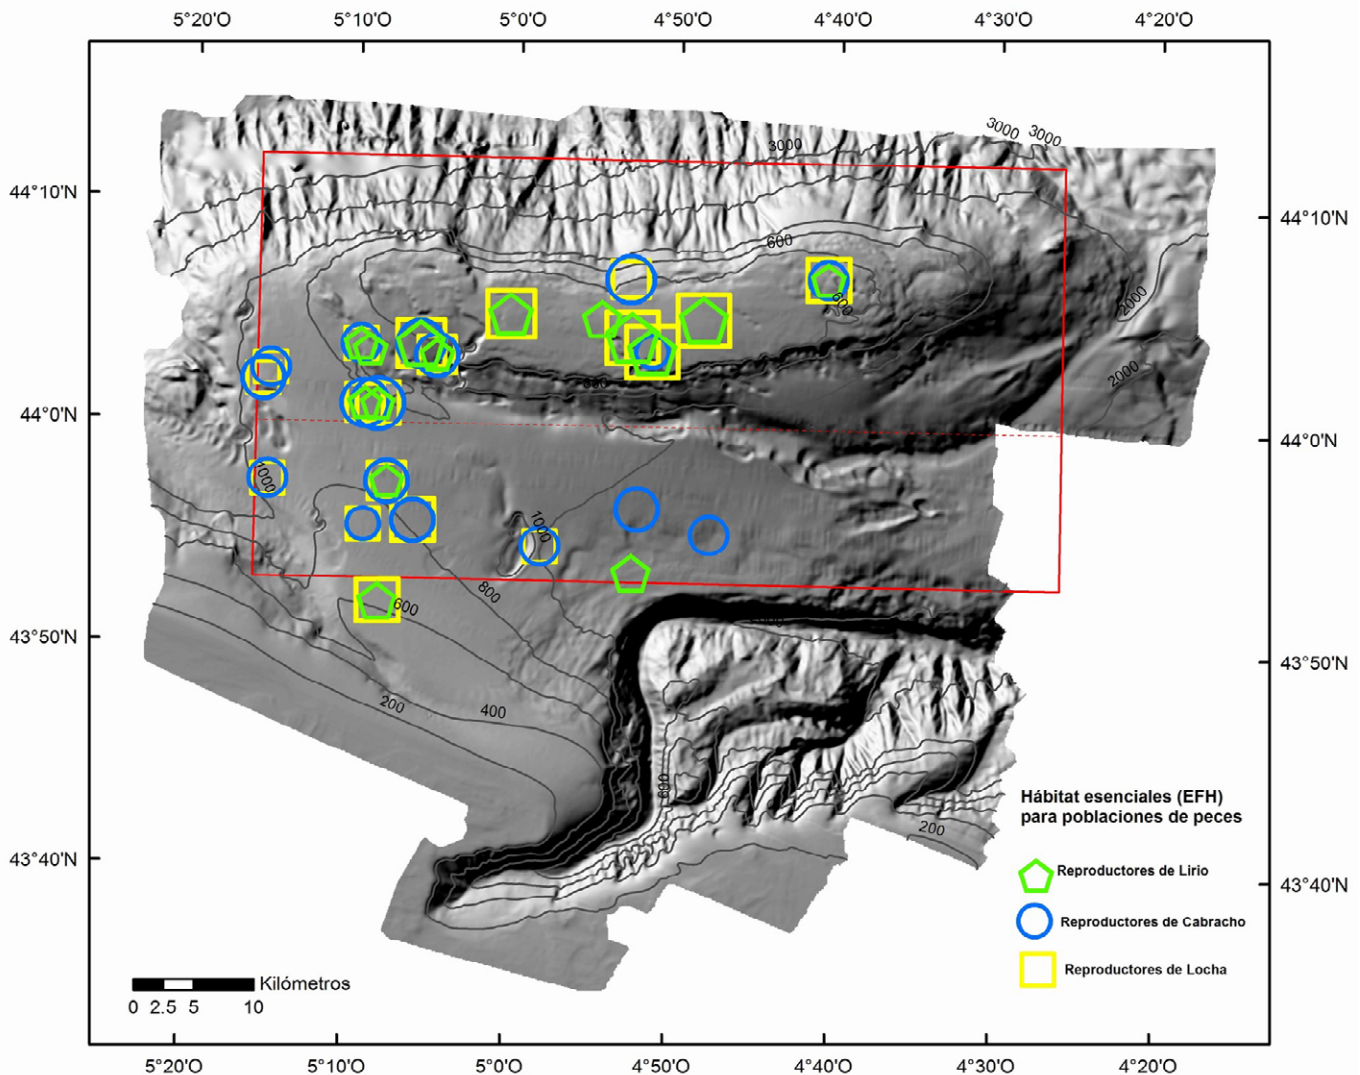 5°20'O 5°10'O 5°0'O 4°50'O 4°40'O 4°30'O 4°20'O
3000 3000
3000
44°10'N
44°10'N
600
600
2000
2000
44°0'N
44°0'N
1000
1000
800
600
43°50'N
43°50'N
200
400
600
Hábitat esenciales (EFH)
para poblaciones de peces
200
43°40'N
43°40'N
Reproductores de Lirio
Reproductores de Cabracho
Reproductores de Locha
Kilómetros
0 2.5 5 10
5°20'O 5°10'O 5°0'O 4°50'O 4°40'O 4°30'O 4°20'O